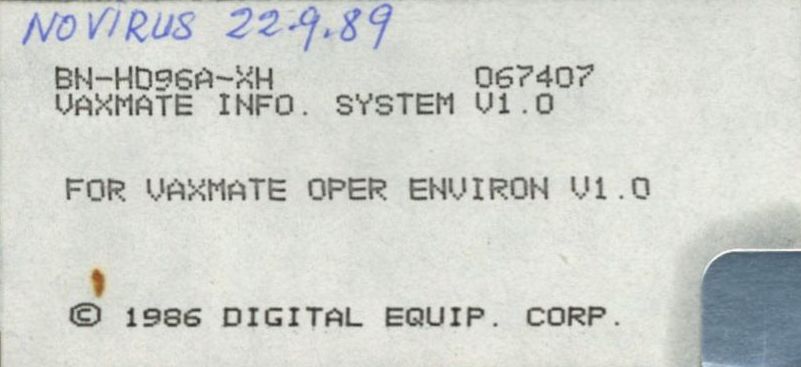 NOVIRUS 22.9.89
BN-HD96A-XH 067407
VAXMATE INFO. SYSTEM V1.0
FOR VAXMATE OPER ENVIRON V1.0
© 1986 DIGITAL EQUIP. CORP.